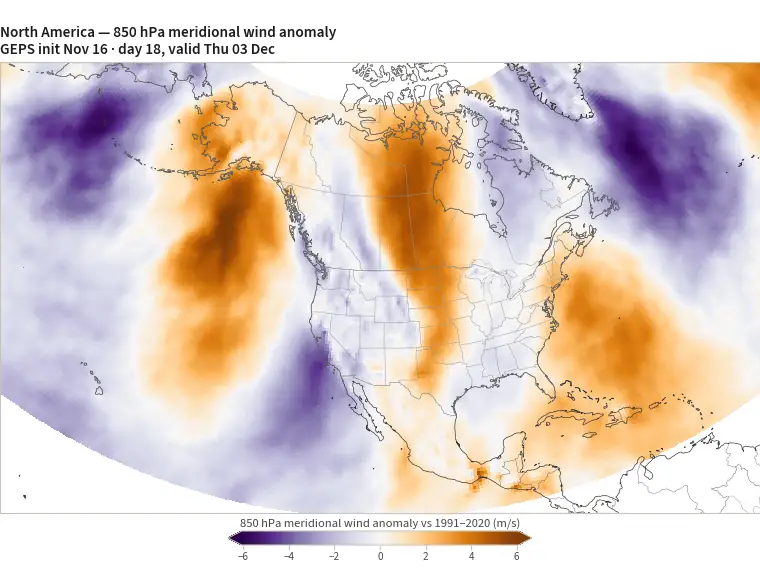 North America — 850 hPa meridional wind anomaly
GEPS init Nov 16 · day 18, valid Thu 03 Dec
850 hPa meridional wind anomaly vs 1991–2020 (m/s)
−6 −4 −2 0 2 4 6